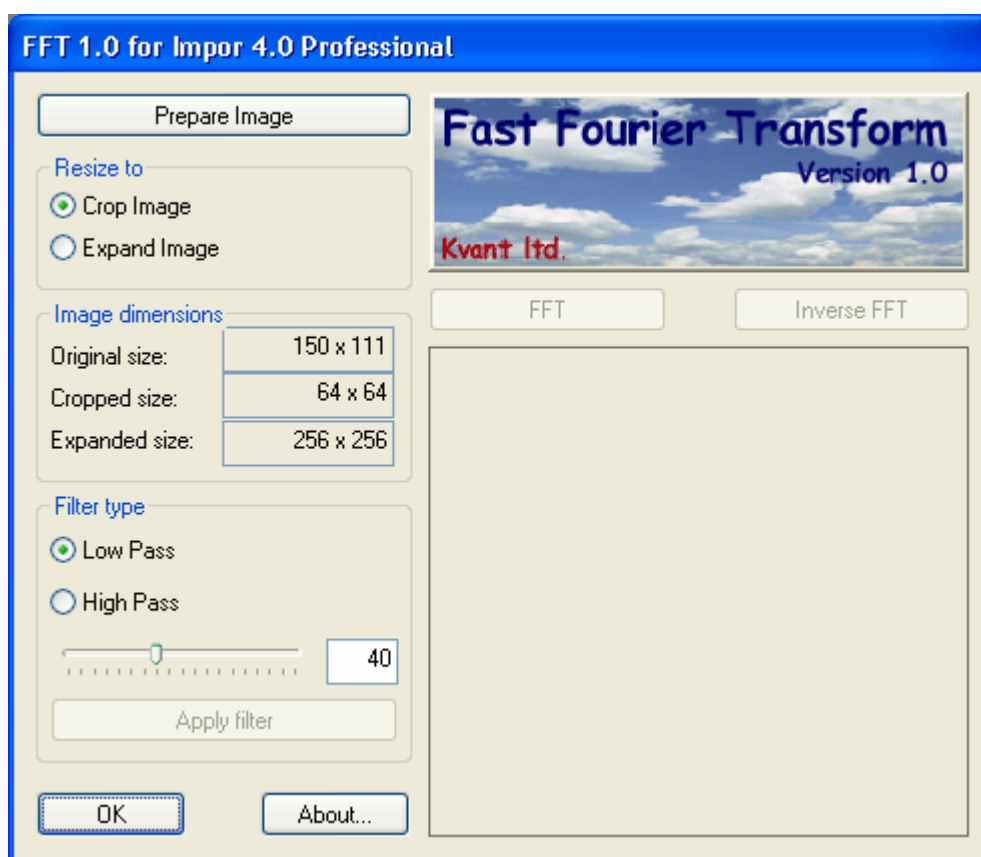 FFT 1.0 for Impor 4.0 Professional
Prepare Image
Resize to
Crop Image
Expand Image
Image dimensions
Original size: 150 x 111
Cropped size: 64 x 64
Expanded size: 256 x 256
Filter type
Low Pass
High Pass
40
Apply filter
OK
About...
Fast Fourier Transform
Version 1.0
Kvant ltd.
FFT
Inverse FFT